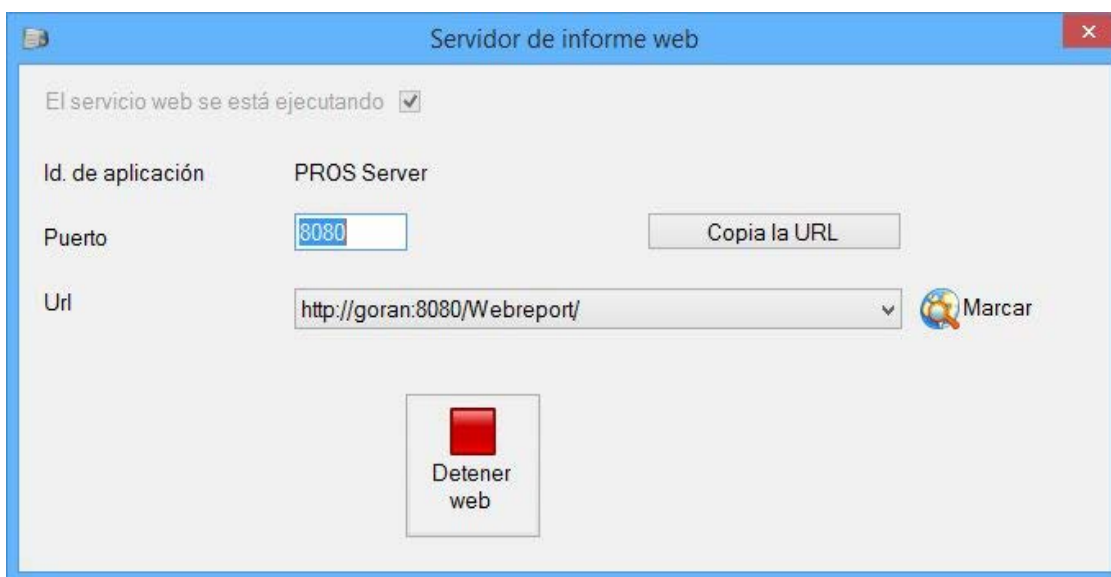 Servidor de informe web
El servicio web se está ejecutando
Id. de aplicación PROS Server
Puerto 8080 Copia la URL
Url http://goran:8080/Webreport/ Marcar
Detener
web